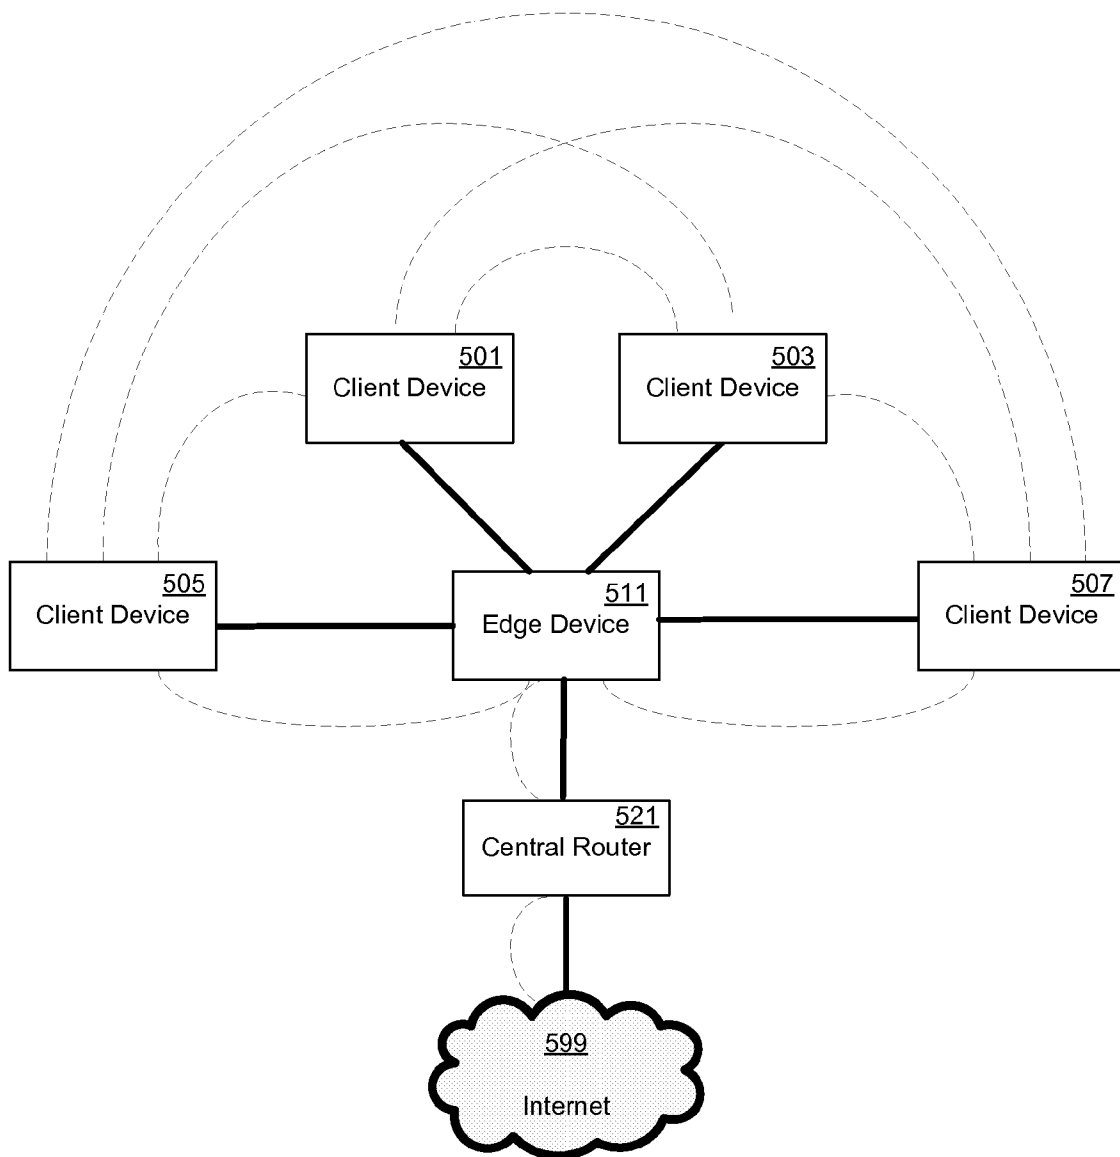 501
Client Device
503
Client Device
505
Client Device
511
Edge Device
507
Client Device
521
Central Router
599
Internet